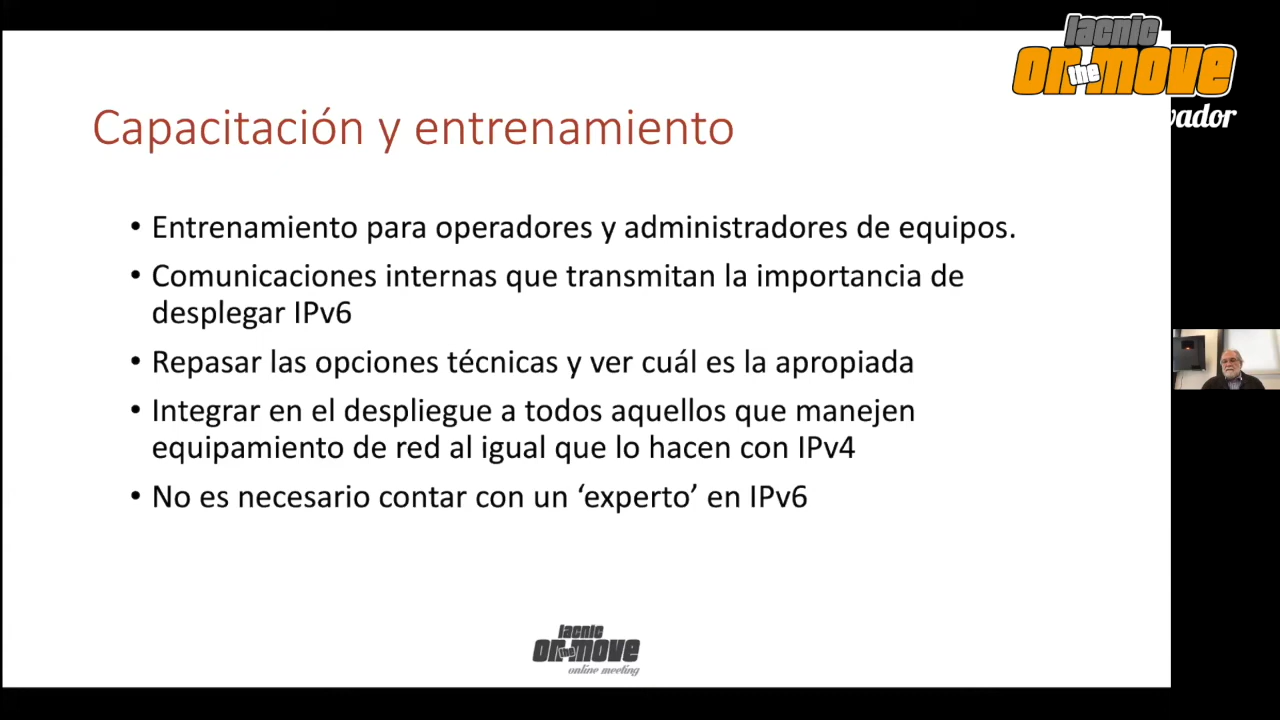 lacnic
on the move
vador
Capacitación y entrenamiento
• Entrenamiento para operadores y administradores de equipos.
• Comunicaciones internas que transmitan la importancia de
desplegar IPv6
• Repasar las opciones técnicas y ver cuál es la apropiada
• Integrar en el despliegue a todos aquellos que manejen
equipamiento de red al igual que lo hacen con IPv4
• No es necesario contar con un ‘experto’ en IPv6
lacnic
on the move
online meeting